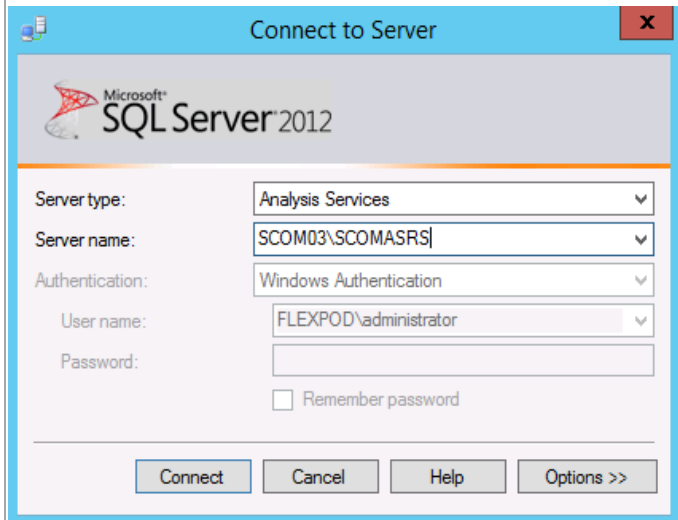 Connect to Server
x
Microsoft®
SQL Server® 2012
Server type:
Analysis Services
Server name:
SCOM03\SCOMASRS
Authentication:
Windows Authentication
User name:
FLEXPOD\administrator
Password:
Remember password
Connect
Cancel
Help
Options >>